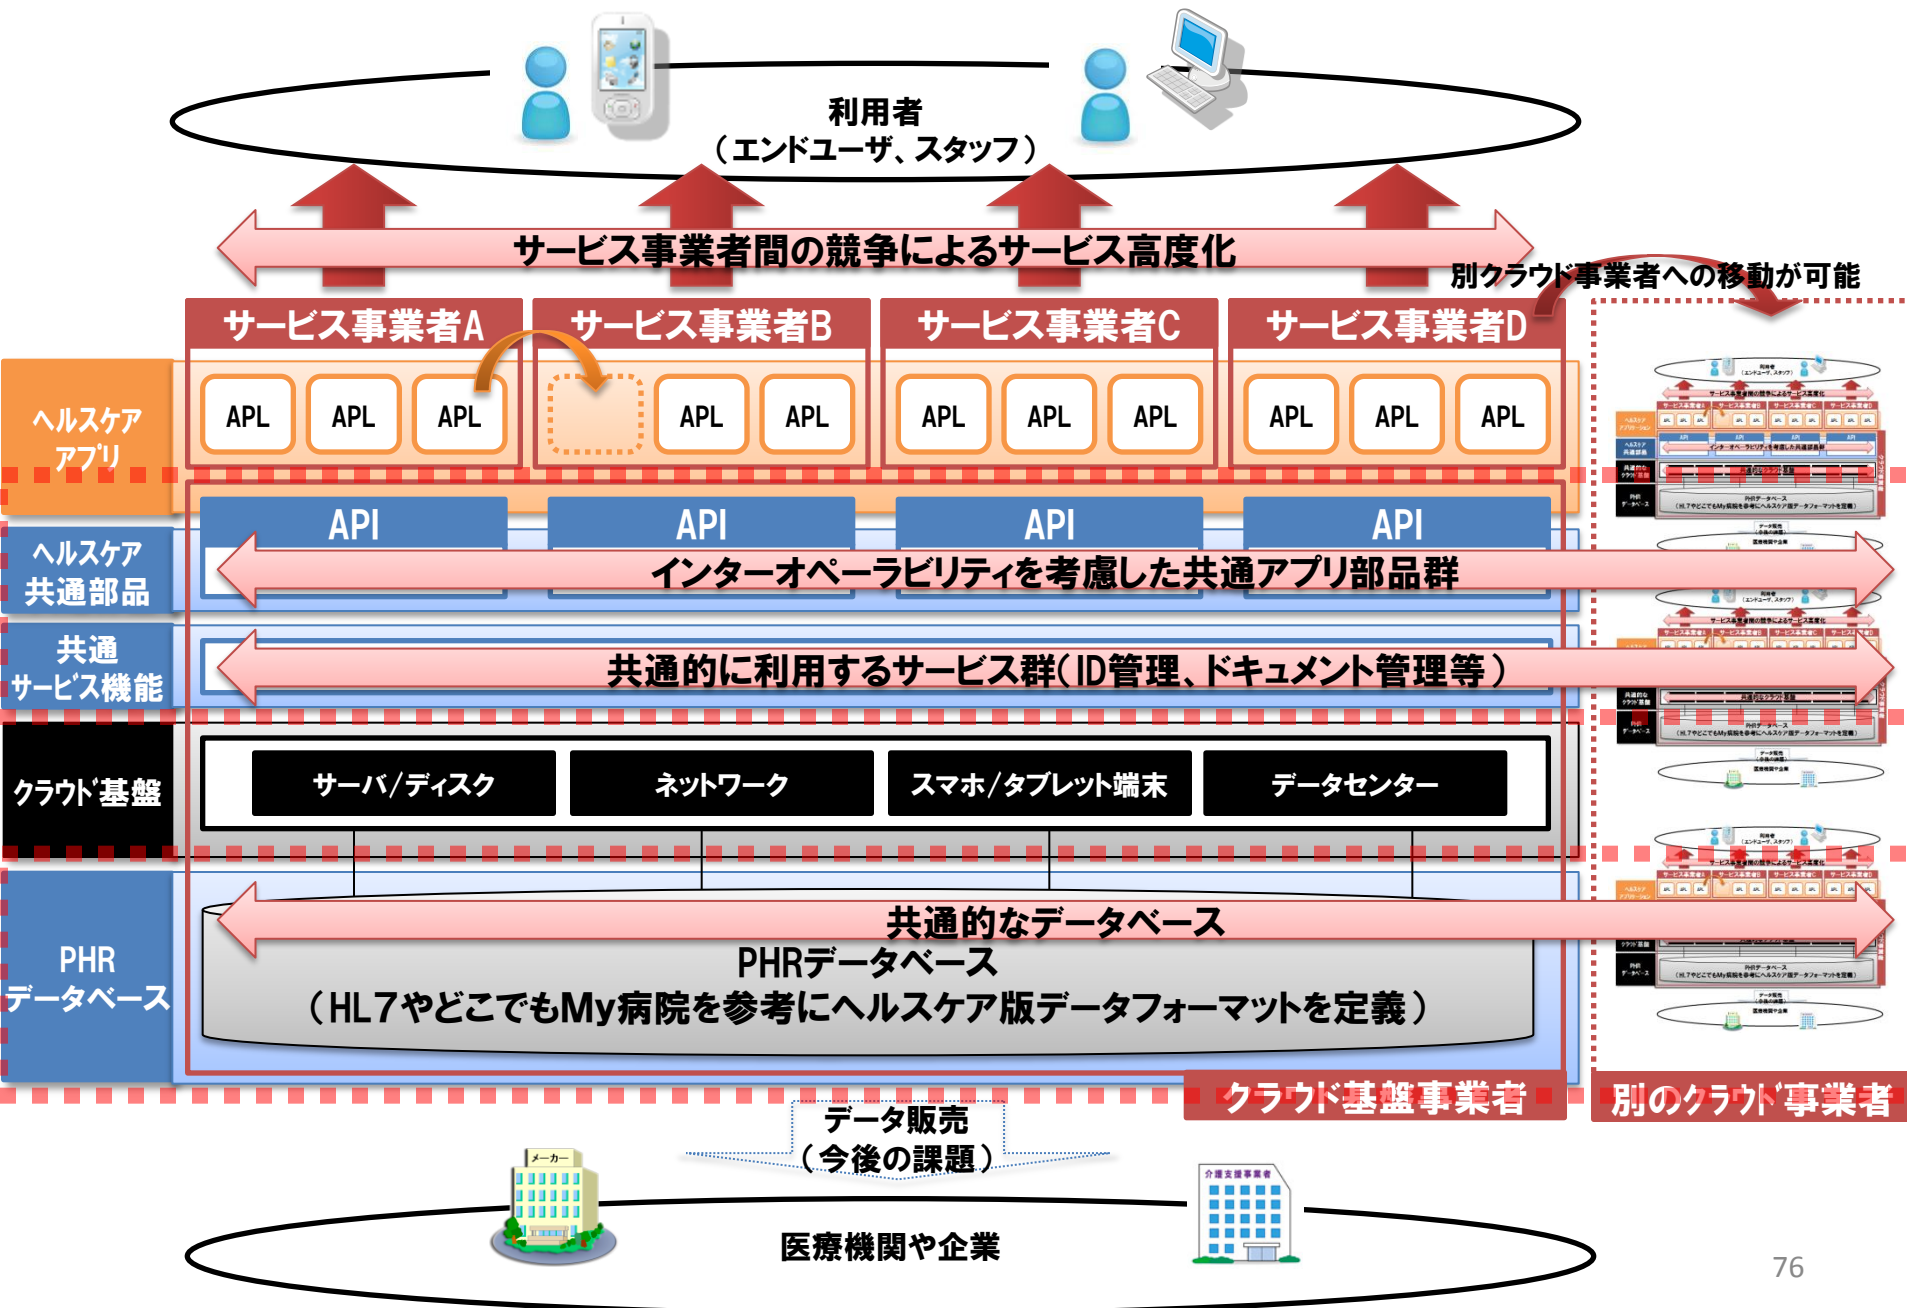 利用者
（エンドユーザ、スタッフ）
サービス事業者間の競争によるサービス高度化
別クラウド事業者への移動が可能
サービス事業者A
サービス事業者B
サービス事業者C
サービス事業者D
ヘルスケア
アプリ
APL
APL
APL
APL
APL
APL
APL
APL
APL
APL
APL
API
API
API
API
ヘルスケア
共通部品
インターオペーラビリティを考慮した共通アプリ部品群
共通
サービス機能
共通的に利用するサービス群（ID管理、ドキュメント管理等）
クラウド基盤
サーバ/ディスク
ネットワーク
スマホ/タブレット端末
データセンター
PHR
データベース
共通的なデータベース
PHRデータベース
（HL7やどこでもMy病院を参考にヘルスケア版データフォーマットを定義）
クラウド基盤事業者
別のクラウド事業者
データ販売
（今後の課題）
メーカー
介護支援事業者
医療機関や企業
76